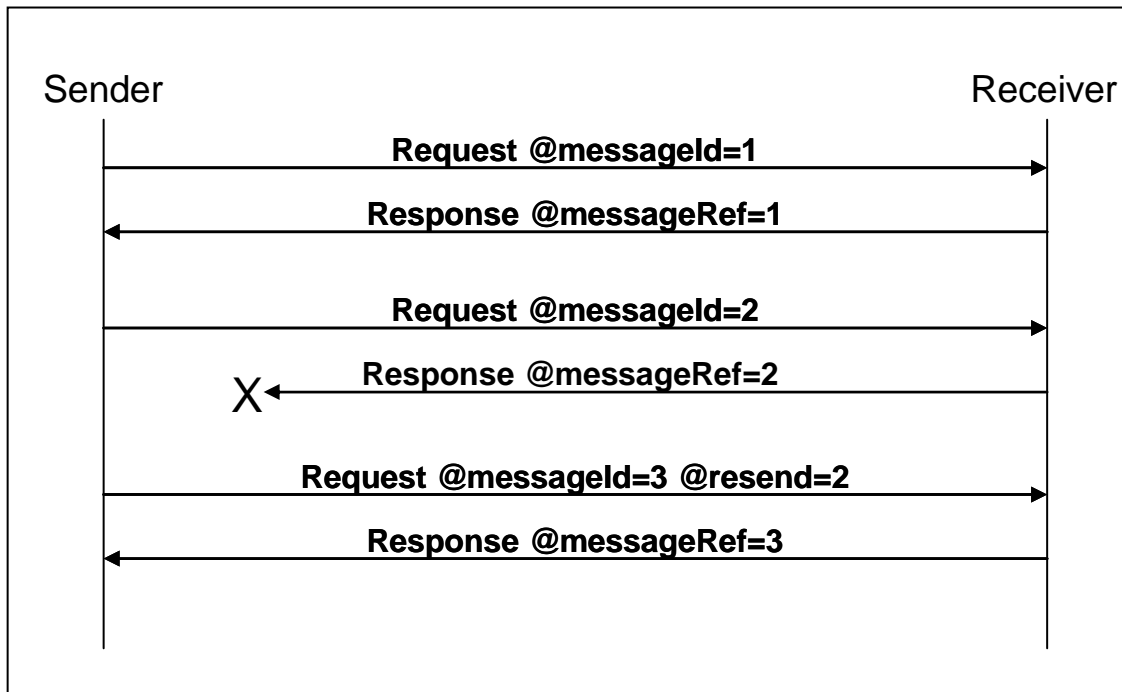 Sender
Receiver
Request @messageId=1
Response @messageRef=1
Request @messageId=2
Response @messageRef=2
X
Request @messageId=3 @resend=2
Response @messageRef=3